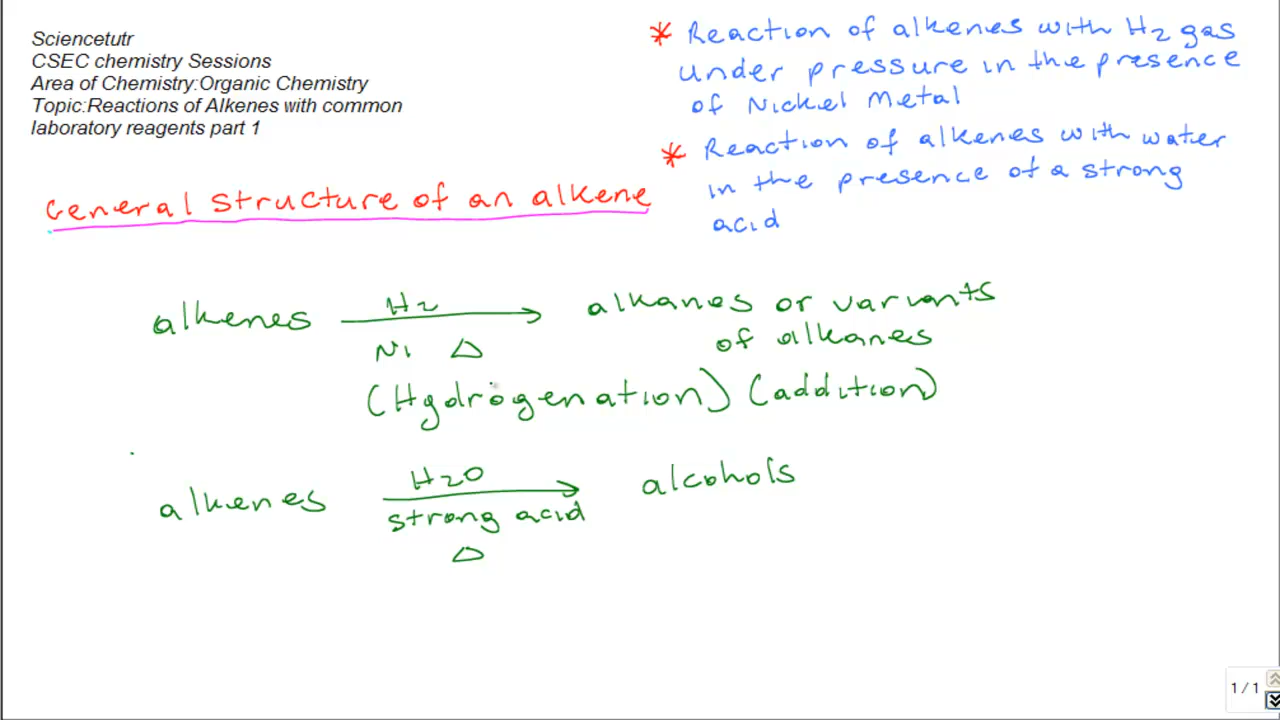 Sciencetutr
CSEC chemistry Sessions
Area of Chemistry:Organic Chemistry
Topic:Reactions of Alkenes with common
laboratory reagents part 1
* Reaction of alkenes with H2 gas
under pressure in the presence
of Nickel Metal
* Reaction of alkenes with water
in the presence of a strong
acid
General structure of an alkene
alkenes H2 → alkanes or variants
Ni Δ of alkanes
(Hydrogenation) (addition)
alkenes H2O → alcohols
strong acid
Δ
1 / 1